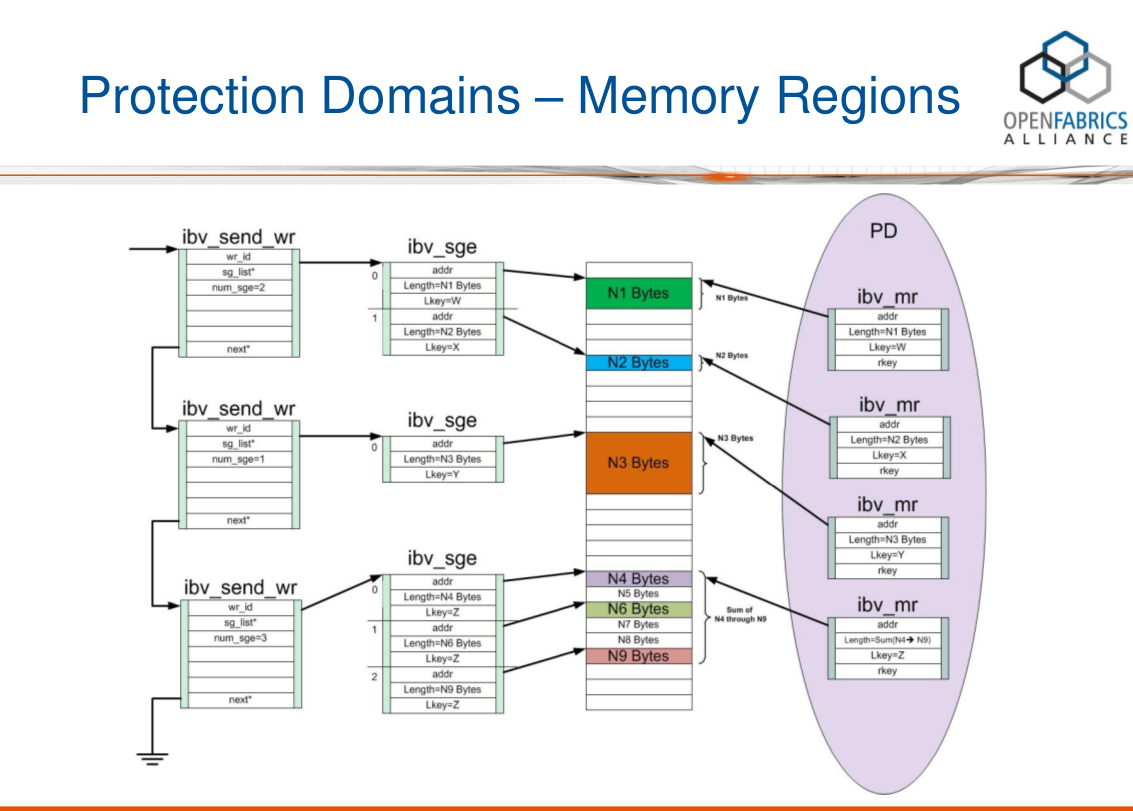 Protection Domains – Memory Regions
OPENFABRICS
ALLIANCE
ibv_send_wr
wr_id
sg_list*
num_sge=2
next*
ibv_send_wr
wr_id
sg_list*
num_sge=1
next*
ibv_send_wr
wr_id
sg_list*
num_sge=3
next*
ibv_sge
0
addr
Length=N1 Bytes
Lkey=W
1
addr
Length=N2 Bytes
Lkey=X
ibv_sge
0
addr
Length=N3 Bytes
Lkey=Y
ibv_sge
0
addr
Length=N4 Bytes
Lkey=Z
1
addr
Length=N6 Bytes
Lkey=Z
2
addr
Length=N9 Bytes
Lkey=Z
N1 Bytes
N2 Bytes
N3 Bytes
N4 Bytes
N5 Bytes
N6 Bytes
N7 Bytes
N8 Bytes
N9 Bytes
N1 Bytes
N2 Bytes
N3 Bytes
Sum of
N4 through N9
PD
ibv_mr
addr
Length=N1 Bytes
Lkey=W
rkey
ibv_mr
addr
Length=N2 Bytes
Lkey=X
rkey
ibv_mr
addr
Length=N3 Bytes
Lkey=Y
rkey
ibv_mr
addr
Length=Sum(N4➔ N9)
Lkey=Z
rkey